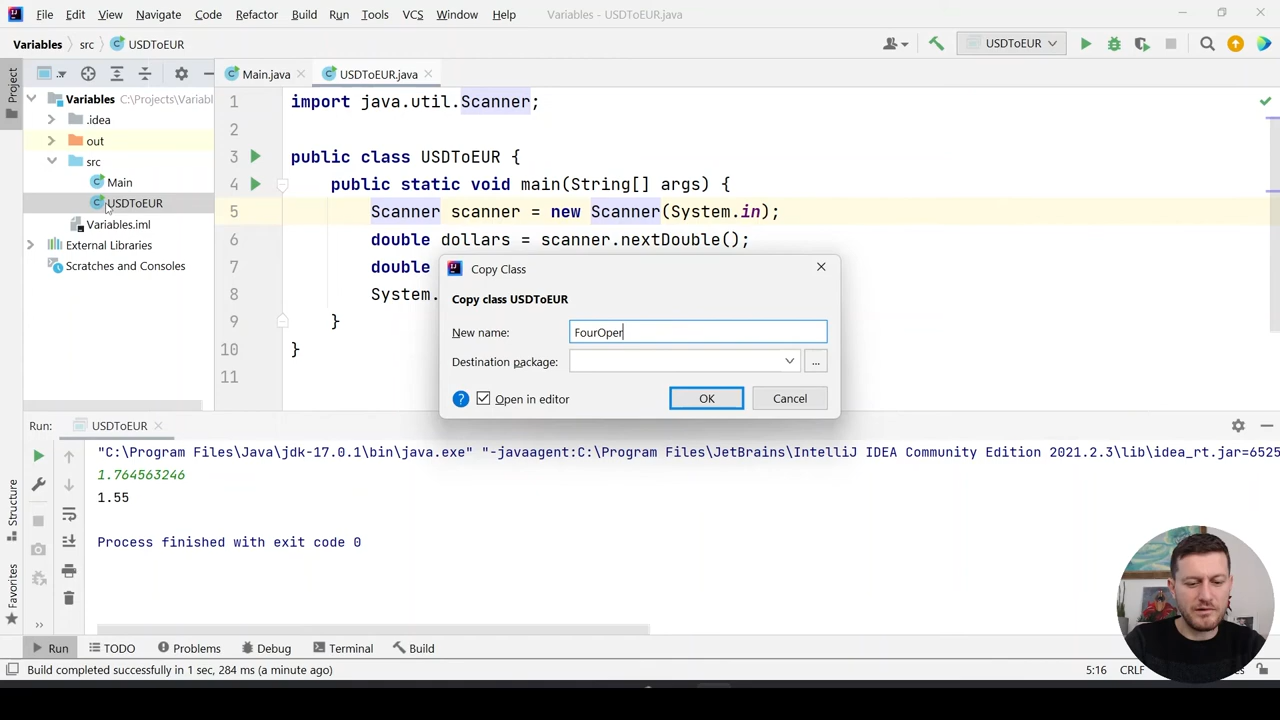 File Edit View Navigate Code Refactor Build Run Tools VCS Window Help Variables - USDToEUR.java
Variables src USDToEUR USDToEUR
Project
Variables C:\Projects\Variabl
.idea
out
src
Main
USDToEUR
Variables.iml
External Libraries
Scratches and Consoles
Main.java USDToEUR.java
1 import java.util.Scanner;
2
3 public class USDToEUR {
4 public static void main(String[] args) {
5 Scanner scanner = new Scanner(System.in);
6 double dollars = scanner.nextDouble();
7 double
8 System.
9 }
10 }
11
Copy Class
Copy class USDToEUR
New name: FourOper
Destination package: ...
? Open in editor OK Cancel
Run: USDToEUR
"C:\Program Files\Java\jdk-17.0.1\bin\java.exe" "-javaagent:C:\Program Files\JetBrains\IntelliJ IDEA Community Edition 2021.2.3\lib\idea_rt.jar=6525
1.764563246
1.55
Process finished with exit code 0
Structure
Favorites
Run TODO Problems Debug Terminal Build
Build completed successfully in 1 sec, 284 ms (a minute ago) 5:16 CRLF